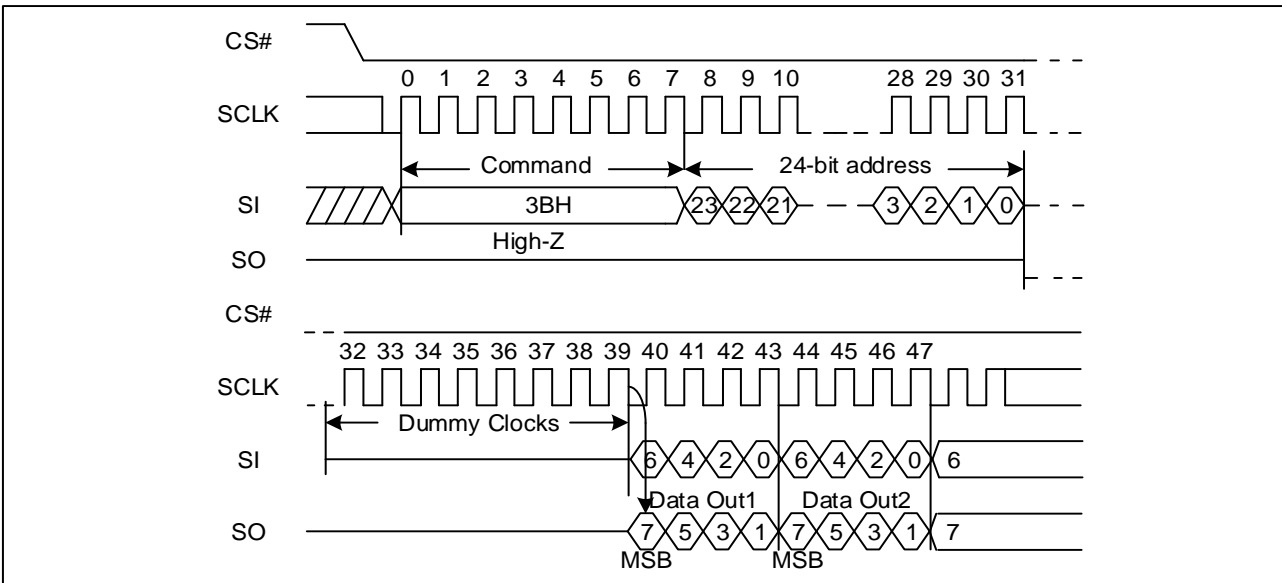 CS#
0 1 2 3 4 5 6 7 8 9 10 28 29 30 31
SCLK
Command 24-bit address
SI 3BH 23 22 21 3 2 1 0
High-Z
SO
CS#
32 33 34 35 36 37 38 39 40 41 42 43 44 45 46 47
SCLK
Dummy Clocks
SI 6 4 2 0 6 4 2 0 6
Data Out1 Data Out2
SO 7 5 3 1 7 5 3 1 7
MSB MSB